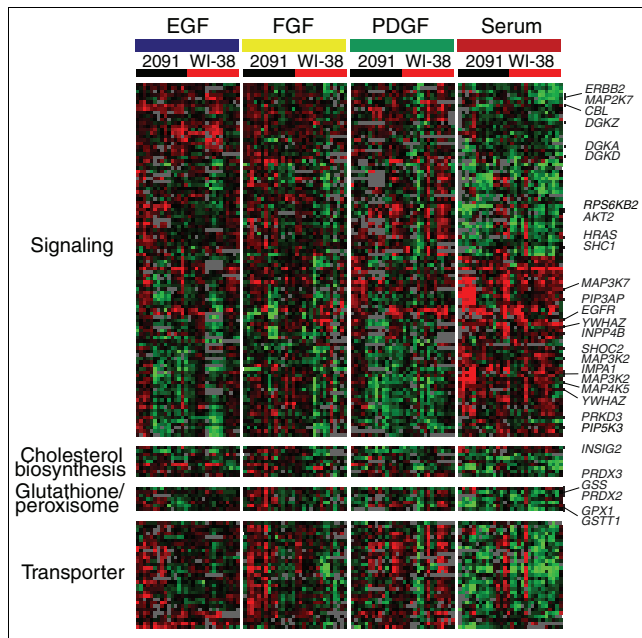 EGF FGF PDGF Serum
2091 WI-38 2091 WI-38 2091 WI-38 2091 WI-38
Signaling
ERBB2
MAP2K7
CBL
DGKZ
DGKA
DGKD
RPS6KB2
AKT2
HRAS
SHC1
MAP3K7
PIP3AP
EGFR
YWHAZ
INPP4B
SHOC2
MAP3K2
IMPA1
MAP3K2
MAP4K5
YWHAZ
PRKD3
PIP5K3
Cholesterol
biosynthesis
INSIG2
Glutathione/
peroxisome
PRDX3
GSS
PRDX2
GPX1
GSTT1
Transporter